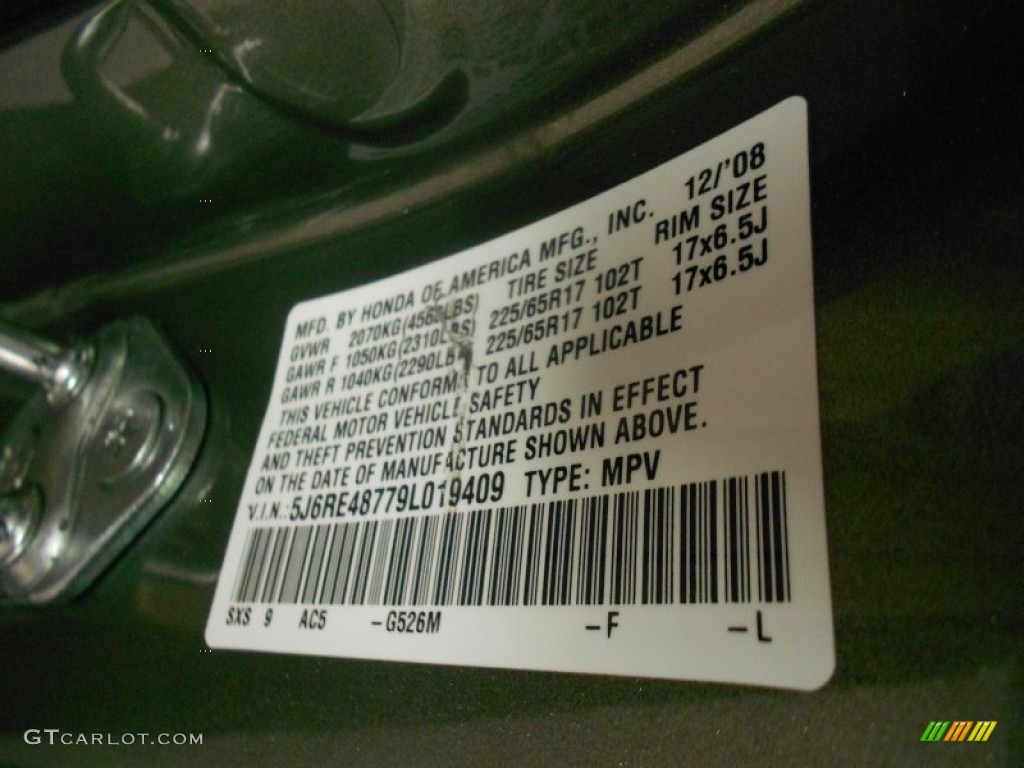 MFD. BY HONDA OF AMERICA MFG., INC. 12/'08
GVWR 2070KG(4560LBS) TIRE SIZE RIM SIZE
GAWR F 1050KG(2310LBS) 225/65R17 102T 17x6.5J
GAWR R 1040KG(2290LBS) 225/65R17 102T 17x6.5J
THIS VEHICLE CONFORMS TO ALL APPLICABLE
FEDERAL MOTOR VEHICLE SAFETY
AND THEFT PREVENTION STANDARDS IN EFFECT
ON THE DATE OF MANUFACTURE SHOWN ABOVE.
V.I.N.: 5J6RE48779L019409 TYPE: MPV
SXS 9 AC5 -G526M -F -L
GTCARLOT.COM